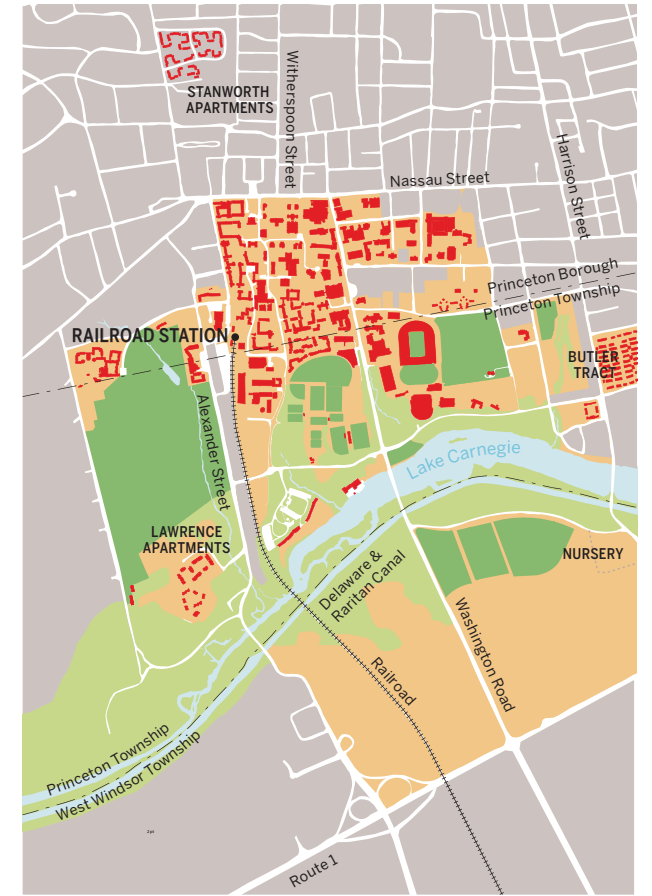 STANWORTH
APARTMENTS
Witherspoon Street
Harrison Street
Nassau Street
Princeton Borough
Princeton Township
RAILROAD STATION
BUTLER
TRACT
Alexander Street
Lake Carnegie
LAWRENCE
APARTMENTS
NURSERY
Delaware &
Raritan Canal
Washington Road
Railroad
Princeton Township
West Windsor Township
2pt
Route 1